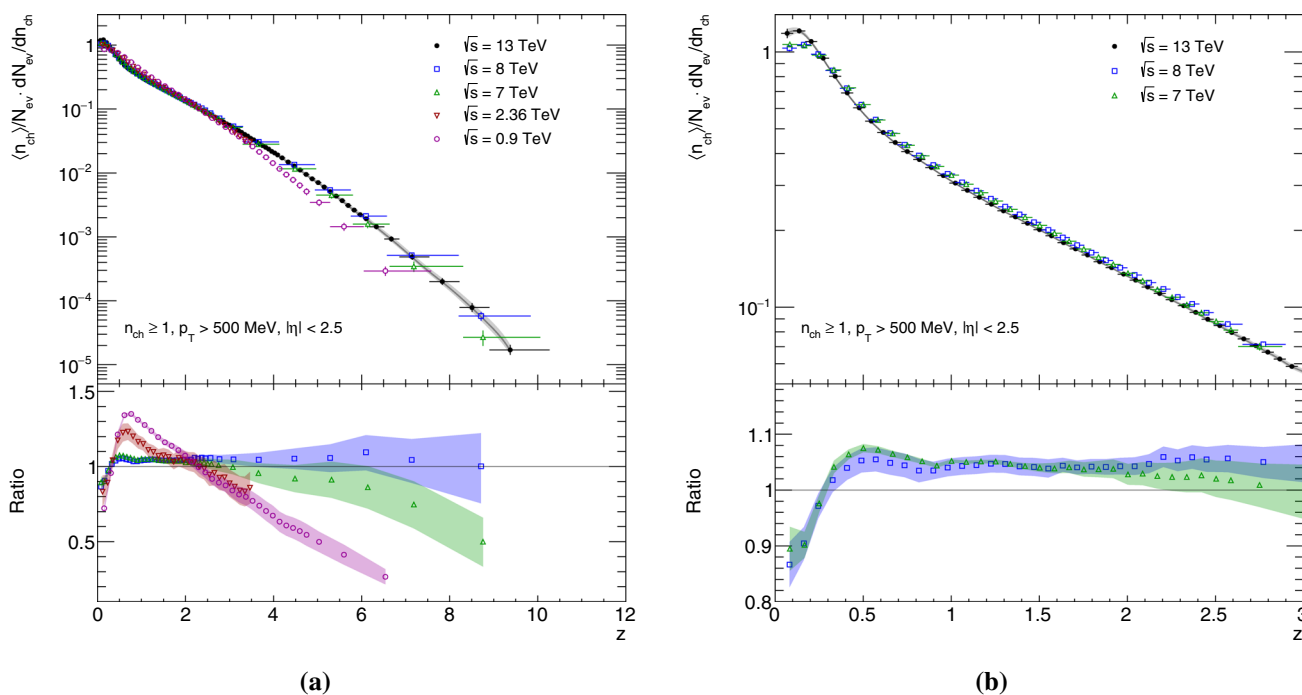 ⟨n_ch⟩/N_ev · dN_ev/dn_ch
1
10⁻¹
10⁻²
10⁻³
10⁻⁴
10⁻⁵
√s = 13 TeV
√s = 8 TeV
√s = 7 TeV
√s = 2.36 TeV
√s = 0.9 TeV
n_ch ≥ 1, p_T > 500 MeV, |η| < 2.5
Ratio
1.5
1
0.5
0 2 4 6 8 10 12
z
(a)
⟨n_ch⟩/N_ev · dN_ev/dn_ch
1
10⁻¹
√s = 13 TeV
√s = 8 TeV
√s = 7 TeV
n_ch ≥ 1, p_T > 500 MeV, |η| < 2.5
Ratio
1.1
1
0.9
0.8
0 0.5 1 1.5 2 2.5 3
z
(b)